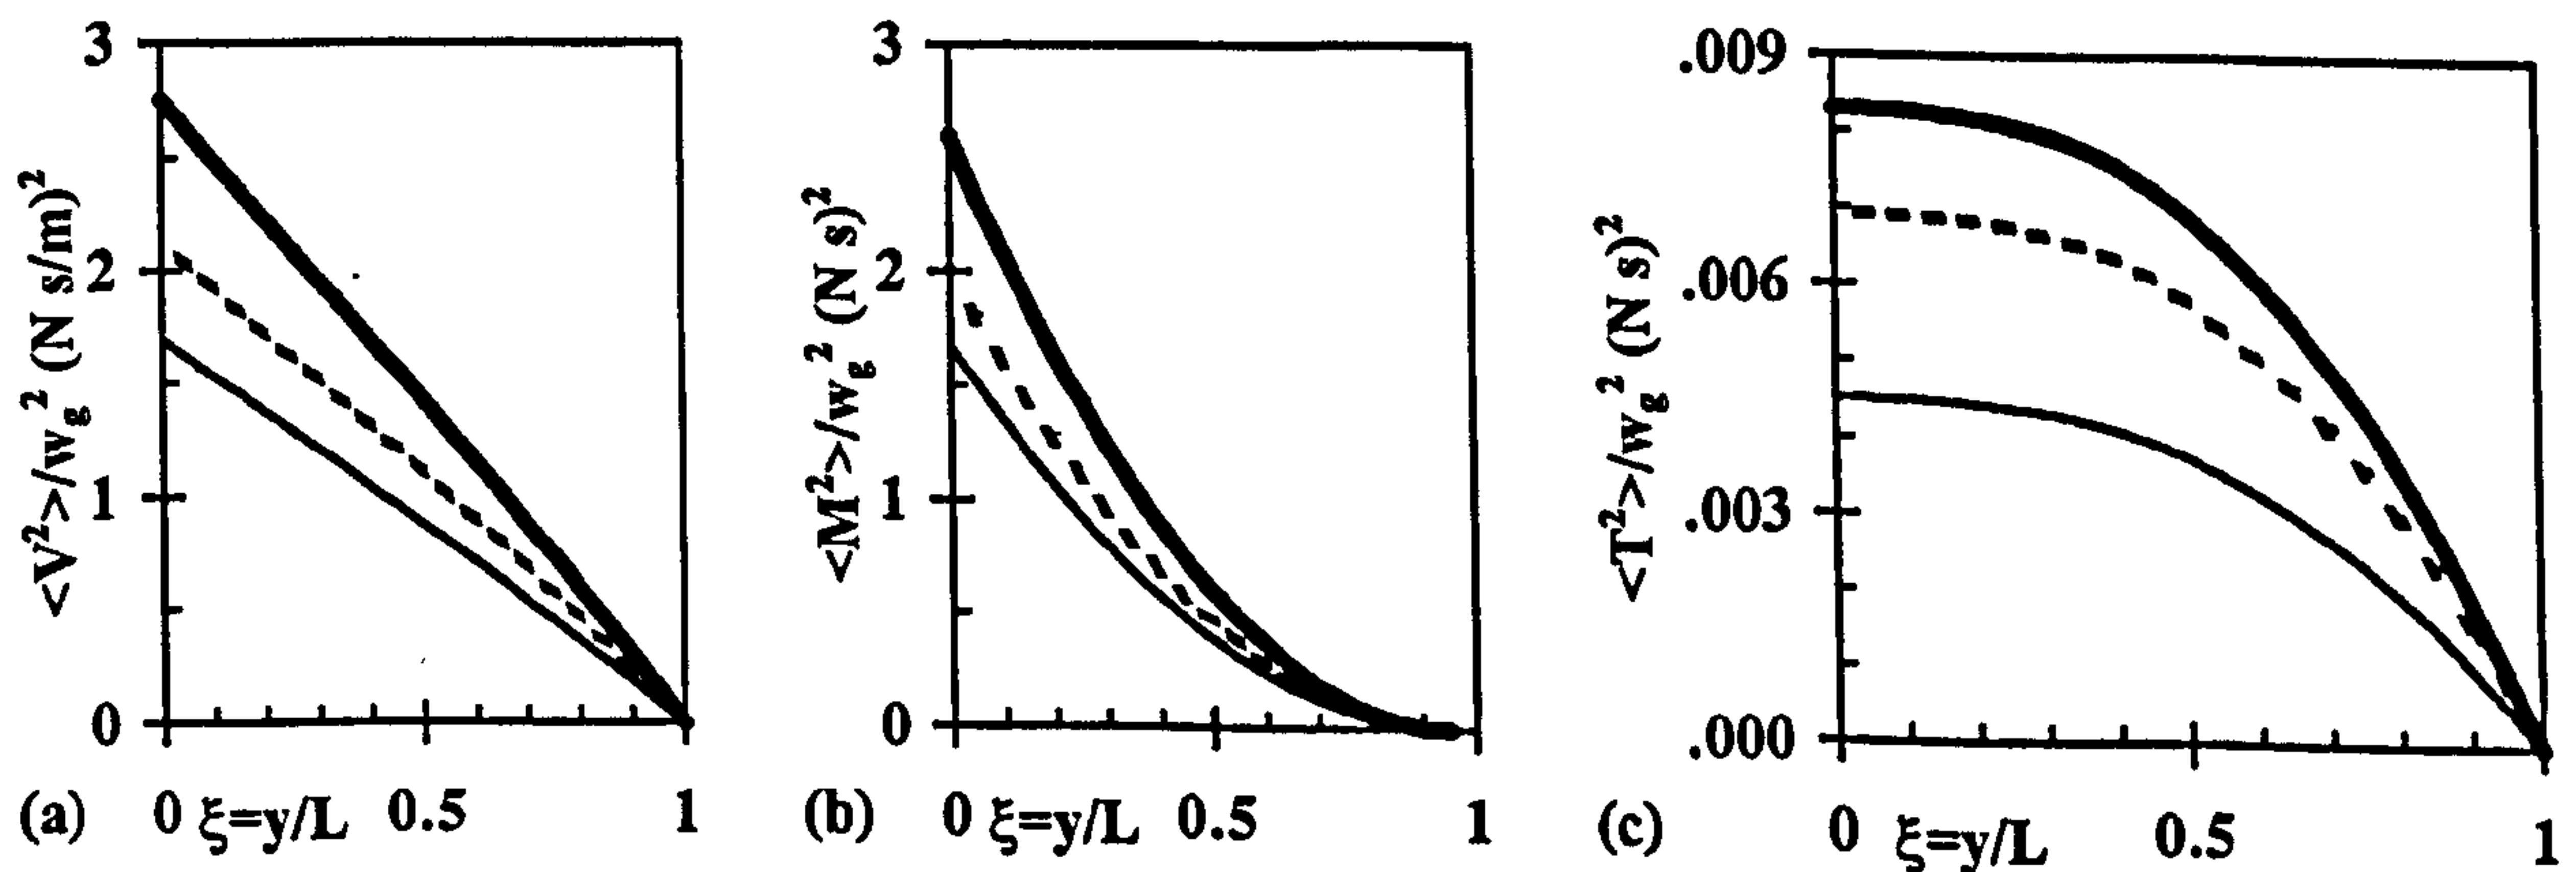 3
2
1
0
<V²>/w_g² (N s/m)²
(a) 0 ξ=y/L 0.5 1
3
2
1
0
<M²>/w_g² (N s)²
(b) 0 ξ=y/L 0.5 1
.009
.006
.003
.000
<T²>/w_g² (N s)²
(c) 0 ξ=y/L 0.5 1